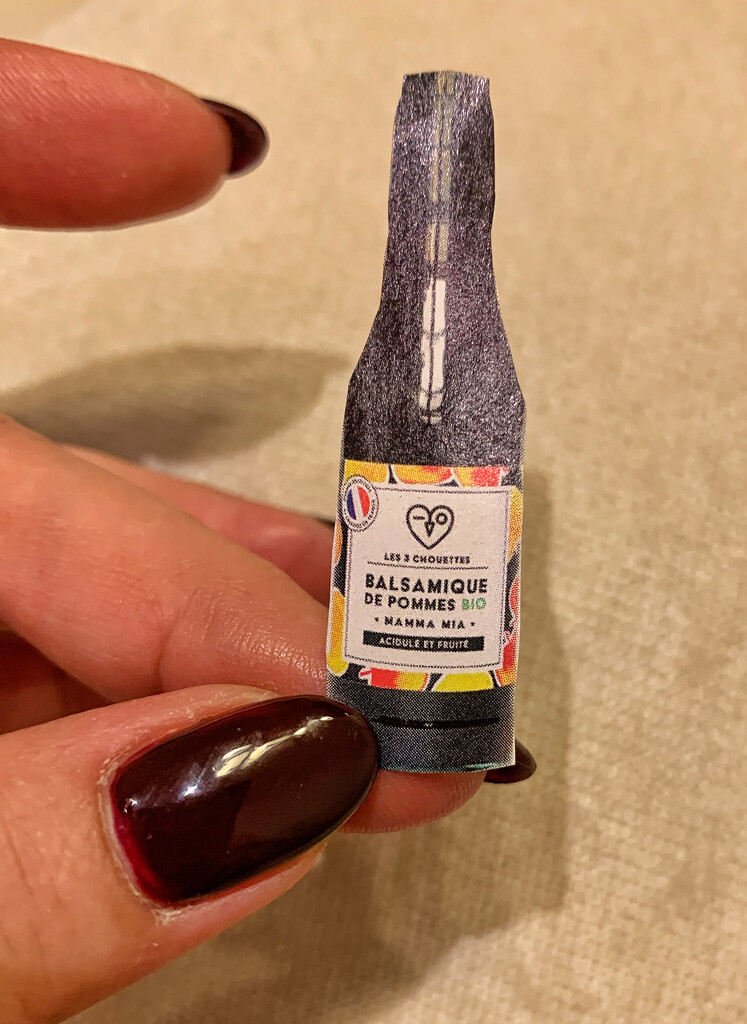 LES 3 CHOUETTES
BALSAMIQUE
DE POMMES BIO
• MAMMA MIA •
ACIDULÉ ET FRUITÉ